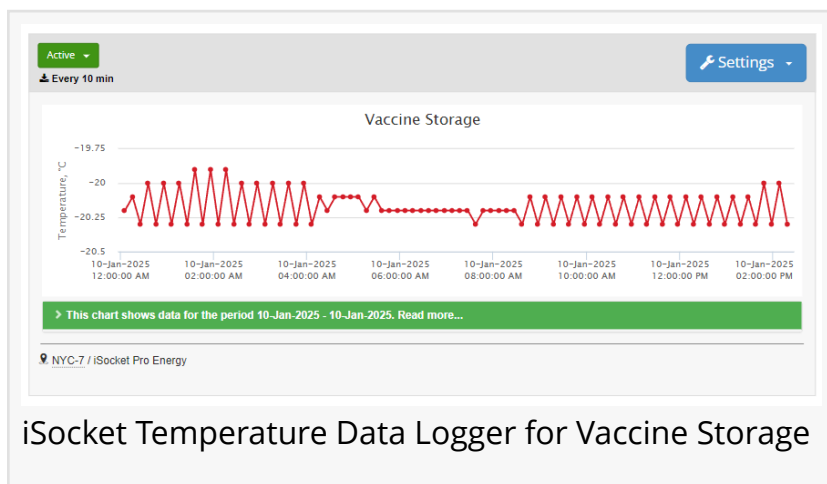 Active
Settings
Every 10 min
Vaccine Storage
Temperature, °C
-19.75
-20
-20.25
-20.5
10-Jan-2025 10-Jan-2025 10-Jan-2025 10-Jan-2025 10-Jan-2025 10-Jan-2025 10-Jan-2025 10-Jan-2025
12:00:00 AM 02:00:00 AM 04:00:00 AM 06:00:00 AM 08:00:00 AM 10:00:00 AM 12:00:00 PM 02:00:00 PM
This chart shows data for the period 10-Jan-2025 - 10-Jan-2025. Read more...
NYC-7 / iSocket Pro Energy
iSocket Temperature Data Logger for Vaccine Storage